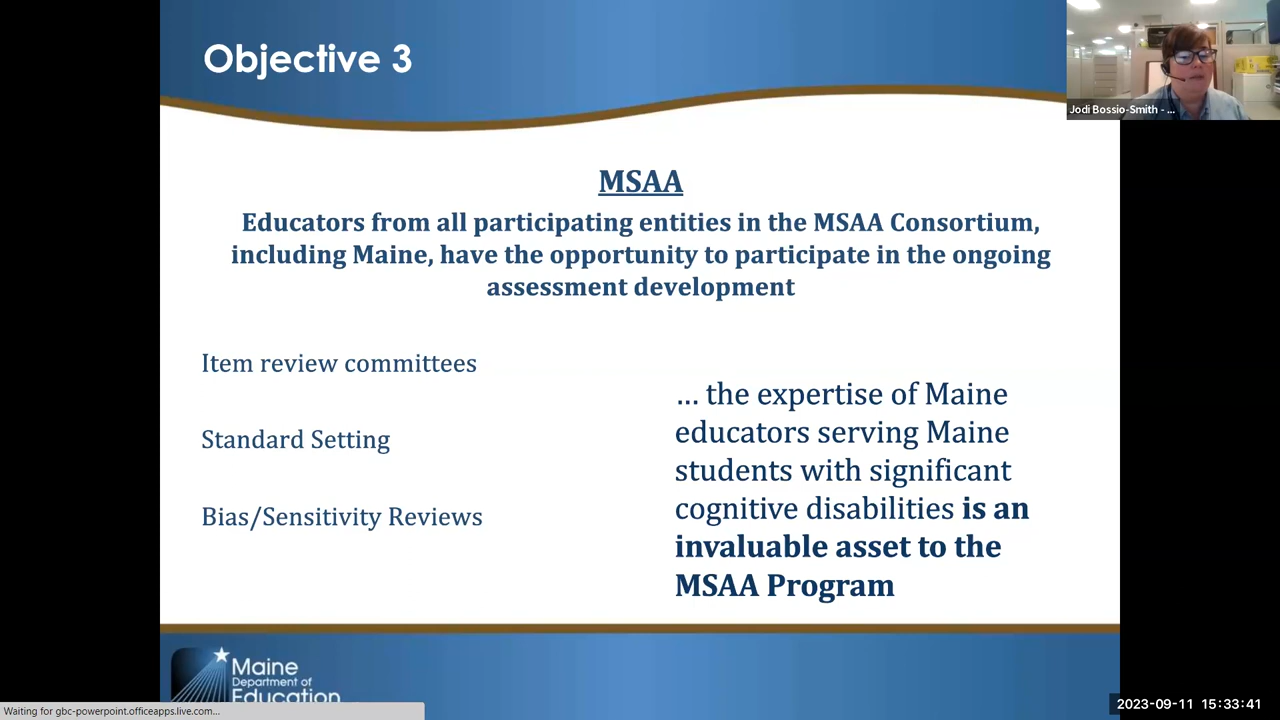 Objective 3
Jodi Bossio-Smith - ...
MSAA
Educators from all participating entities in the MSAA Consortium,
including Maine, have the opportunity to participate in the ongoing
assessment development
Item review committees
Standard Setting
Bias/Sensitivity Reviews
... the expertise of Maine
educators serving Maine
students with significant
cognitive disabilities is an
invaluable asset to the
MSAA Program
Maine
Department of
Education
Waiting for gbc-powerpoint.officeapps.live.com...
2023-09-11 15:33:41